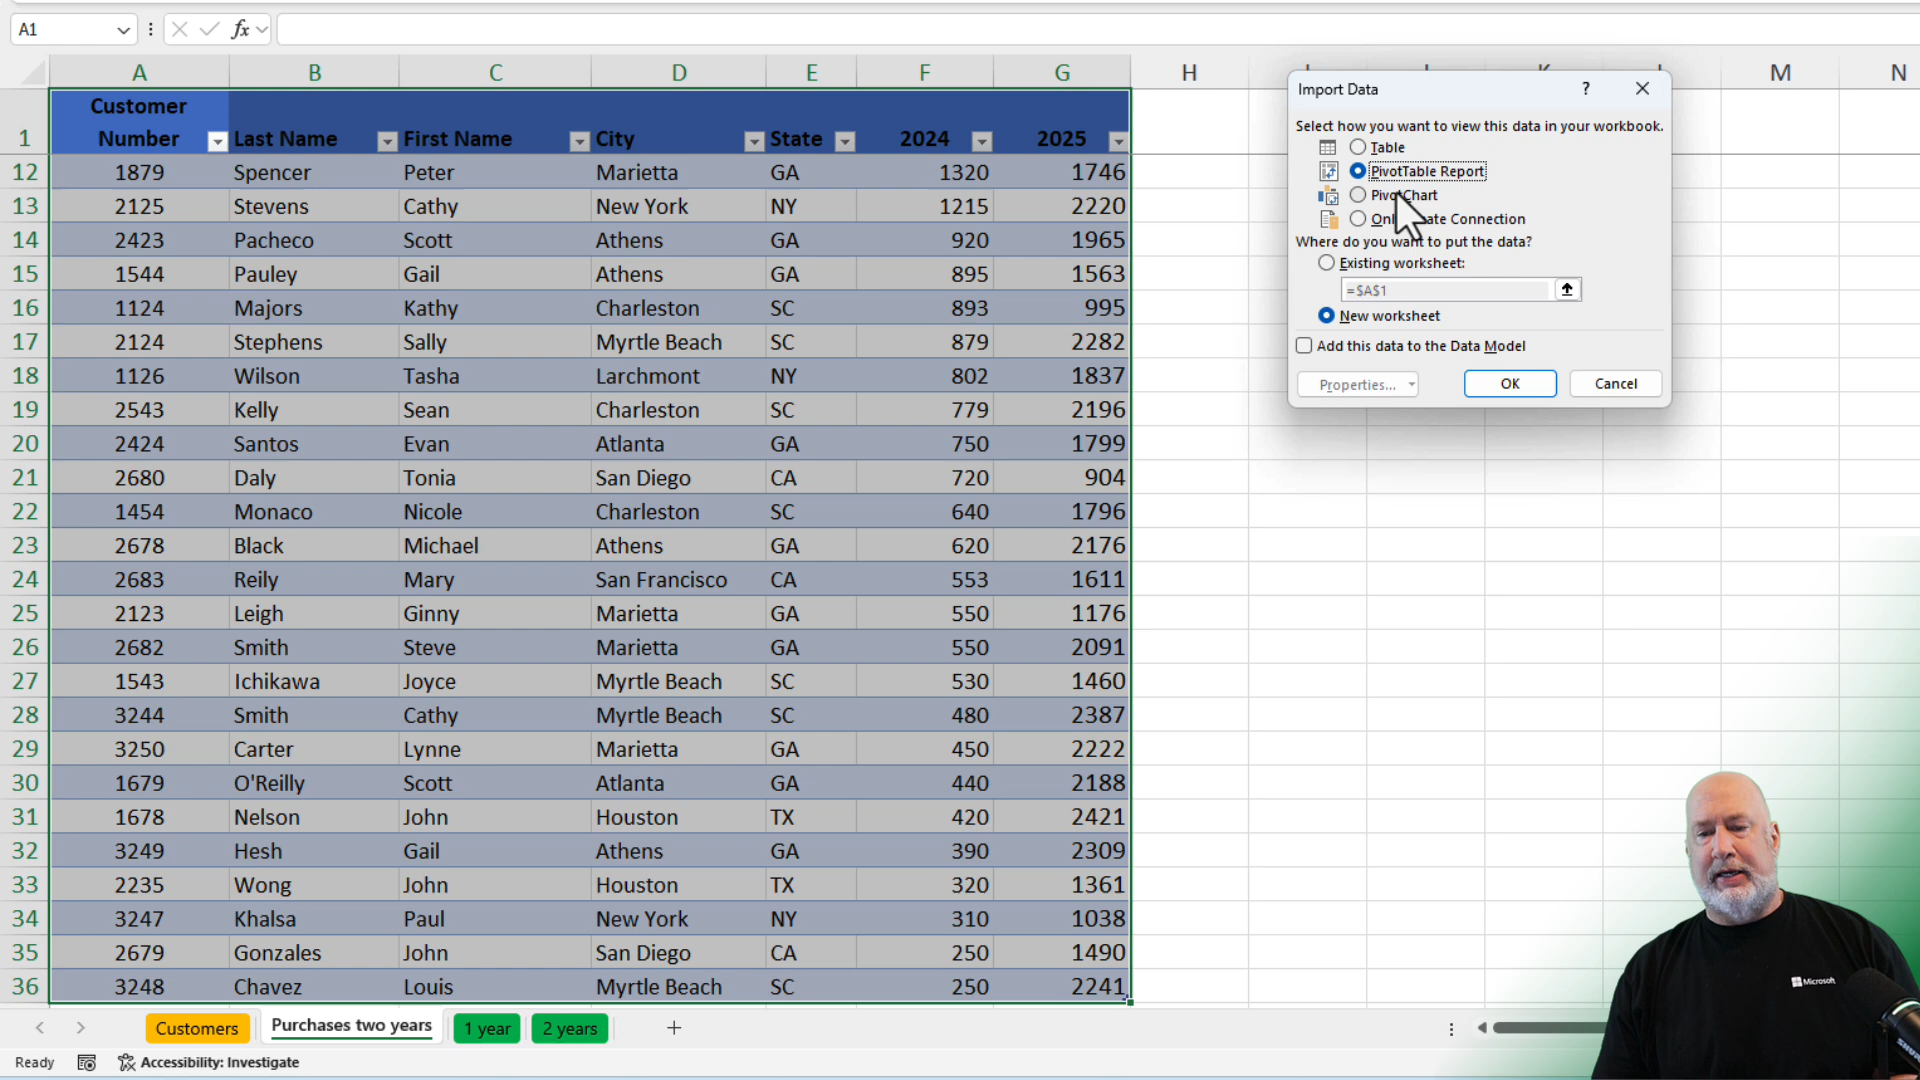 A1
fx
A B C D E F G H M N
Customer
1 Number Last Name First Name City State 2024 2025
12 1879 Spencer Peter Marietta GA 1320 1746
13 2125 Stevens Cathy New York NY 1215 2220
14 2423 Pacheco Scott Athens GA 920 1965
15 1544 Pauley Gail Athens GA 895 1563
16 1124 Majors Kathy Charleston SC 893 995
17 2124 Stephens Sally Myrtle Beach SC 879 2282
18 1126 Wilson Tasha Larchmont NY 802 1837
19 2543 Kelly Sean Charleston SC 779 2196
20 2424 Santos Evan Atlanta GA 750 1799
21 2680 Daly Tonia San Diego CA 720 904
22 1454 Monaco Nicole Charleston SC 640 1796
23 2678 Black Michael Athens GA 620 2176
24 2683 Reily Mary San Francisco CA 553 1611
25 2123 Leigh Ginny Marietta GA 550 1176
26 2682 Smith Steve Marietta GA 550 2091
27 1543 Ichikawa Joyce Myrtle Beach SC 530 1460
28 3244 Smith Cathy Myrtle Beach SC 480 2387
29 3250 Carter Lynne Marietta GA 450 2222
30 1679 O'Reilly Scott Atlanta GA 440 2188
31 1678 Nelson John Houston TX 420 2421
32 3249 Hesh Gail Athens GA 390 2309
33 2235 Wong John Houston TX 320 1361
34 3247 Khalsa Paul New York NY 310 1038
35 2679 Gonzales John San Diego CA 250 1490
36 3248 Chavez Louis Myrtle Beach SC 250 2241
Import Data ?
Select how you want to view this data in your workbook.
Table
PivotTable Report
PivotChart
Connection
Where do you want to put the data?
Existing worksheet:
=$A$1
New worksheet
Add this data to the Data Model
Properties... OK Cancel
Microsoft
Customers Purchases two years 1 year 2 years +
Ready Accessibility: Investigate